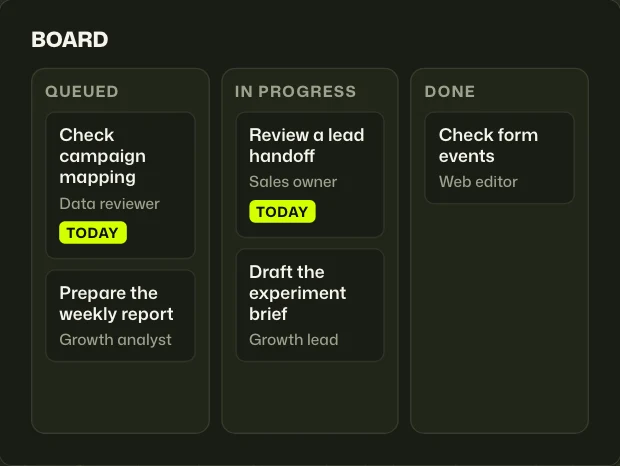 BOARD
QUEUED
Check
campaign
mapping
Data reviewer
TODAY
Prepare the
weekly report
Growth analyst
IN PROGRESS
Review a lead
handoff
Sales owner
TODAY
Draft the
experiment
brief
Growth lead
DONE
Check form
events
Web editor